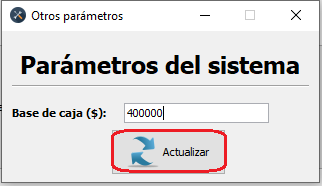 Otros parámetros
Parámetros del sistema
Base de caja ($): 400000
Actualizar